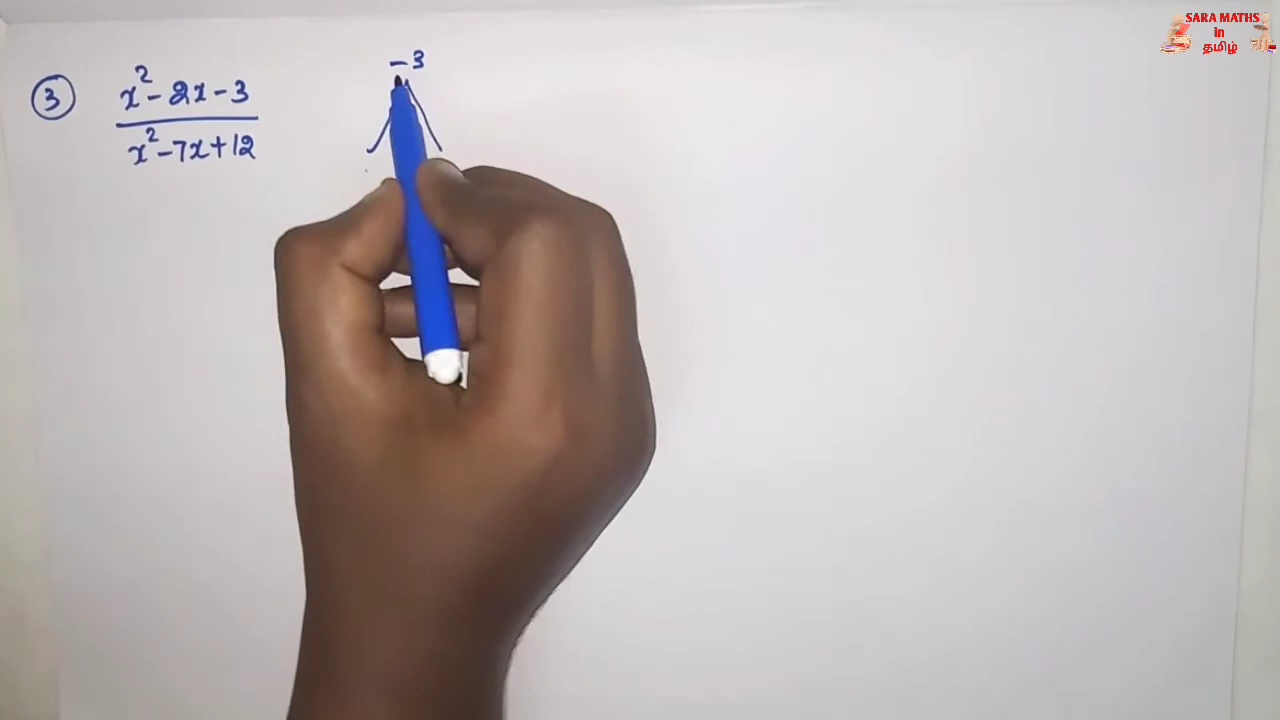 SARA MATHS
in
தமிழ்
③ x² - 2x - 3 -3
x² - 7x + 12